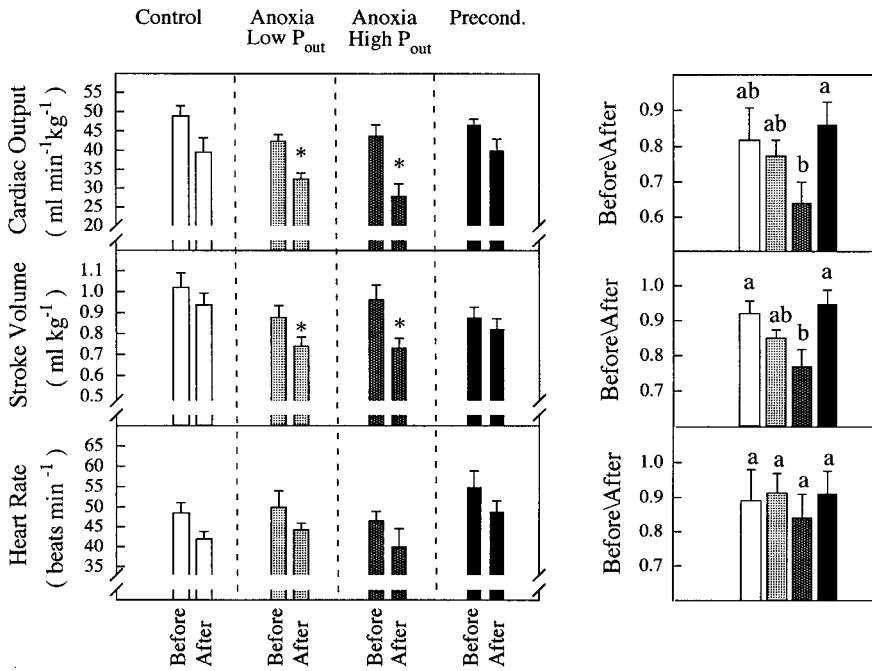 Control Anoxia Low P_out Anoxia High P_out Precond.
Cardiac Output
( ml min⁻¹kg⁻¹)
60
55
50
45
40
35
30
25
20
*
*
Before\After
0.9
0.8
0.7
0.6
ab
ab
b
a
Stroke Volume
( ml kg⁻¹)
1.1
1.0
0.9
0.8
0.7
0.6
0.5
*
*
Before\After
1.0
0.9
0.8
0.7
a
ab
b
a
Heart Rate
( beats min⁻¹ )
65
60
55
50
45
40
35
Before\After
1.0
0.9
0.8
0.7
a
a
a
a
Before
After
Before
After
Before
After
Before
After